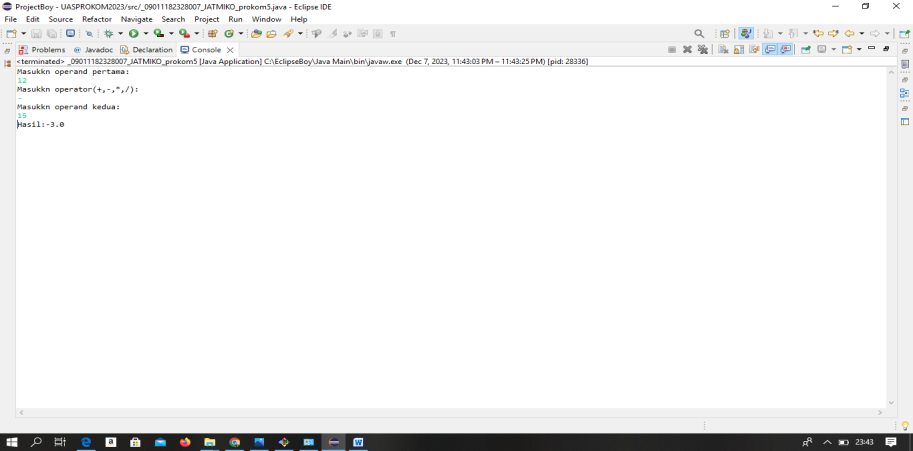 ProjectBoy - UASPROKOM2023/src/_09011182328007_JATMIKO_prokom5.java - Eclipse IDE
File Edit Source Refactor Navigate Search Project Run Window Help
Problems @ Javadoc Declaration Console
<terminated> _09011182328007_JATMIKO_prokom5 [Java Application] C:\EclipseBoy\Java Main\bin\javaw.exe (Dec 7, 2023, 11:43:03 PM – 11:43:25 PM) [pid: 28336]
Masukkn operand pertama:
12
Masukkn operator(+,-,*,/):
-
Masukkn operand kedua:
15
Hasil:-3.0
23:43